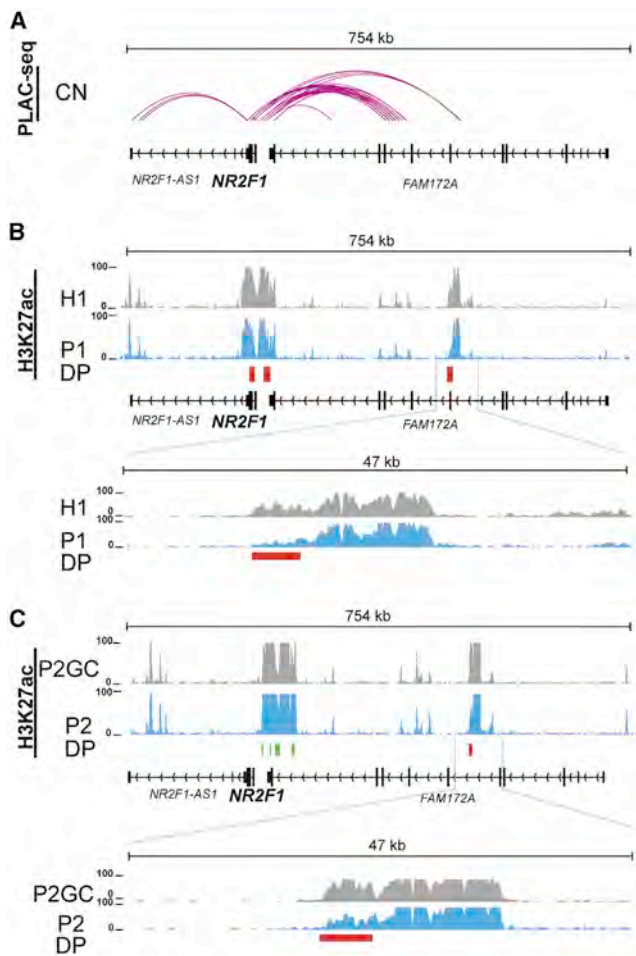 A
754 kb
PLAC-seq
CN
NR2F1-AS1 NR2F1 FAM172A
B
754 kb
H3K27ac
100
H1
0
100
P1
0
DP
NR2F1-AS1 NR2F1 FAM172A
47 kb
100
H1
0
100
P1
0
DP
C
754 kb
H3K27ac
100
P2GC
0
100
P2
0
DP
NR2F1-AS1 NR2F1 FAM172A
47 kb
100
P2GC
0
100
P2
0
DP